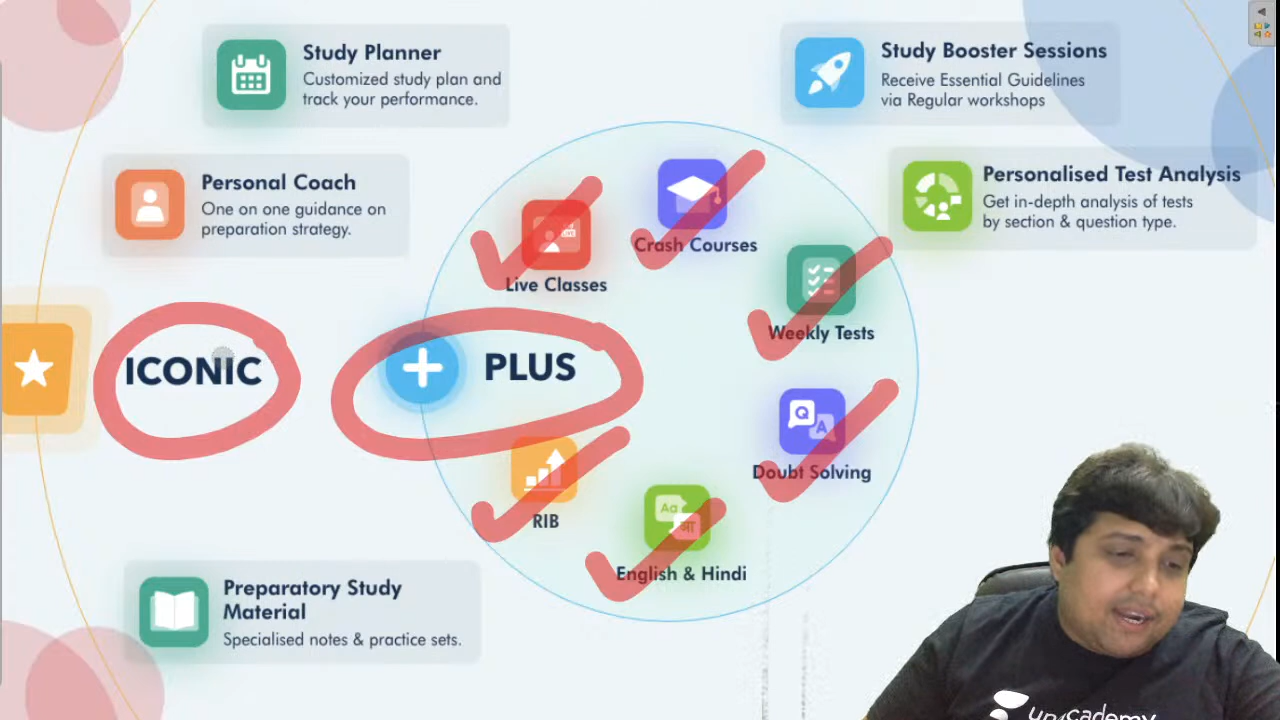 Study Planner
Customized study plan and
track your performance.
Study Booster Sessions
Receive Essential Guidelines
via Regular workshops
Personal Coach
One on one guidance on
preparation strategy.
Personalised Test Analysis
Get in-depth analysis of tests
by section & question type.
Live Classes
Crash Courses
Weekly Tests
ICONIC
PLUS
Q
A
Doubt Solving
RIB
Aa
अा
English & Hindi
Preparatory Study
Material
Specialised notes & practice sets.
unacademy